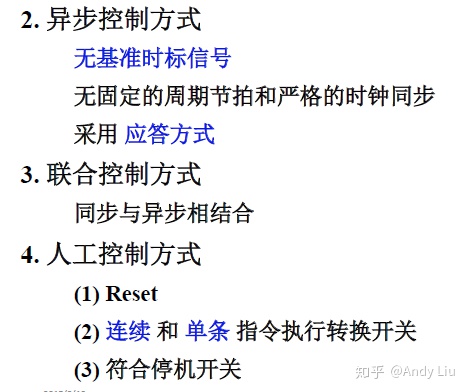 2. 异步控制方式
无基准时标信号
无固定的周期节拍和严格的时钟同步
采用 应答方式
3. 联合控制方式
同步与异步相结合
4. 人工控制方式
(1) Reset
(2) 连续 和 单条 指令执行转换开关
(3) 符合停机开关
知乎 @Andy Liu